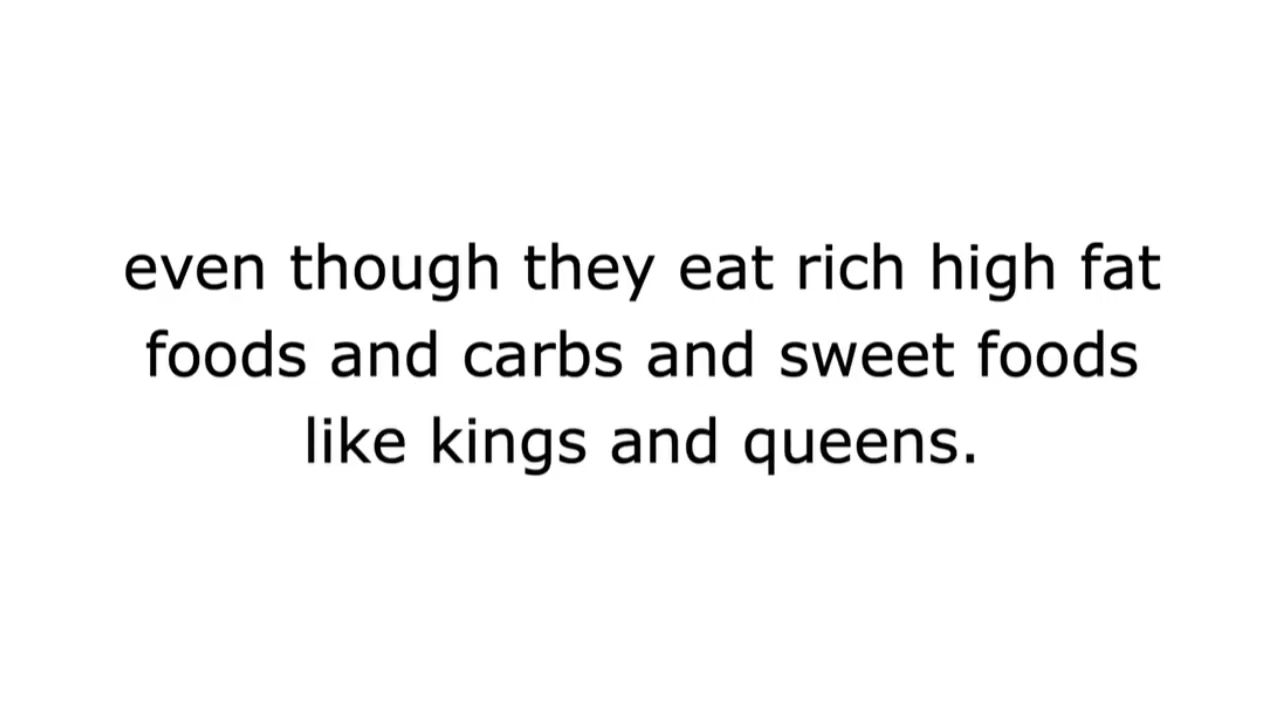 even though they eat rich high fat
foods and carbs and sweet foods
like kings and queens.